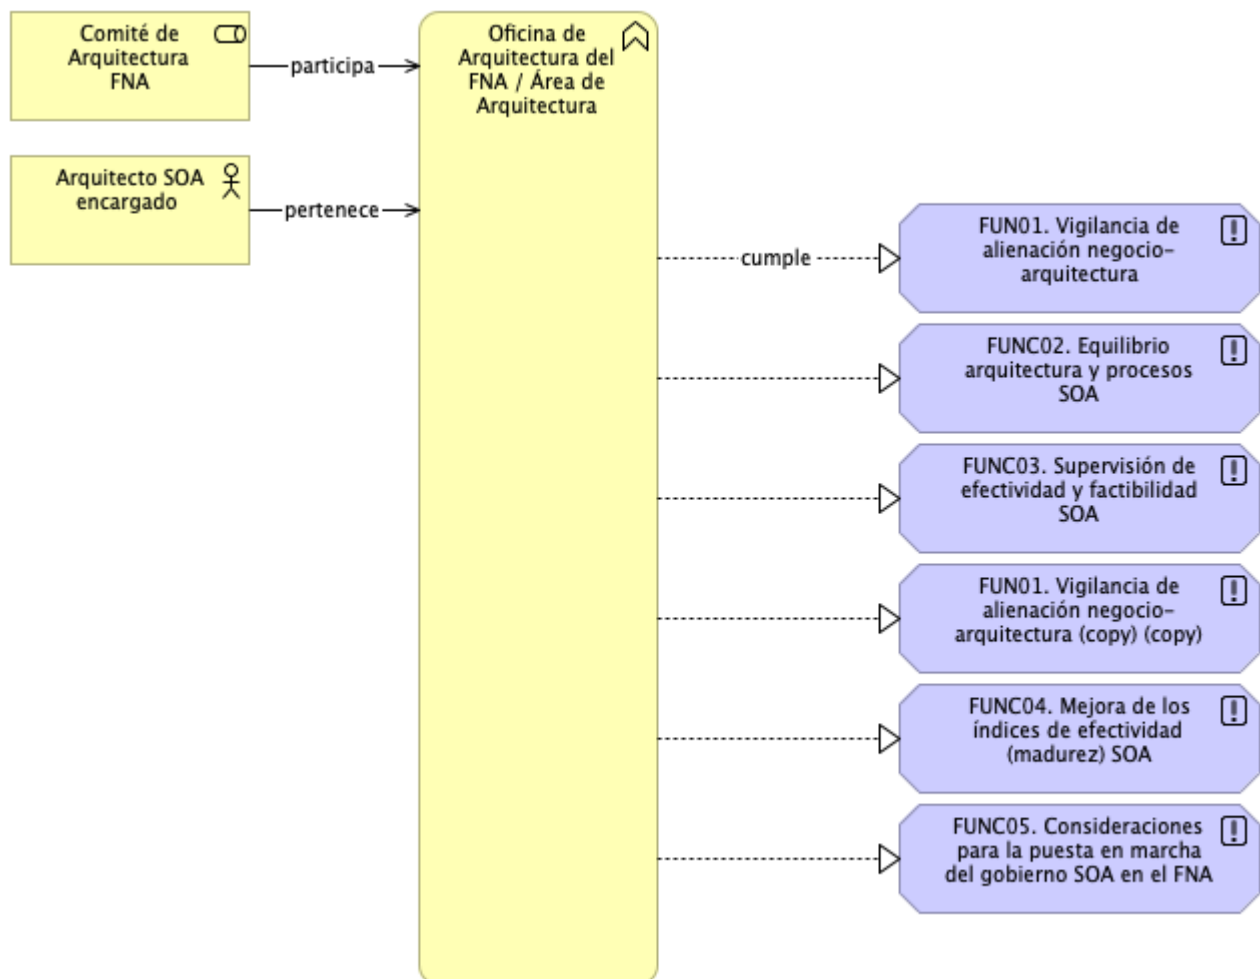 Comité de
Arquitectura
FNA
participa
Oficina de
Arquitectura del
FNA / Área de
Arquitectura
Arquitecto SOA
encargado
pertenece
cumple
FUN01. Vigilancia de
alienación negocio-
arquitectura
FUNC02. Equilibrio
arquitectura y procesos
SOA
FUNC03. Supervisión de
efectividad y factibilidad
SOA
FUN01. Vigilancia de
alienación negocio-
arquitectura (copy) (copy)
FUNC04. Mejora de los
índices de efectividad
(madurez) SOA
FUNC05. Consideraciones
para la puesta en marcha
del gobierno SOA en el FNA